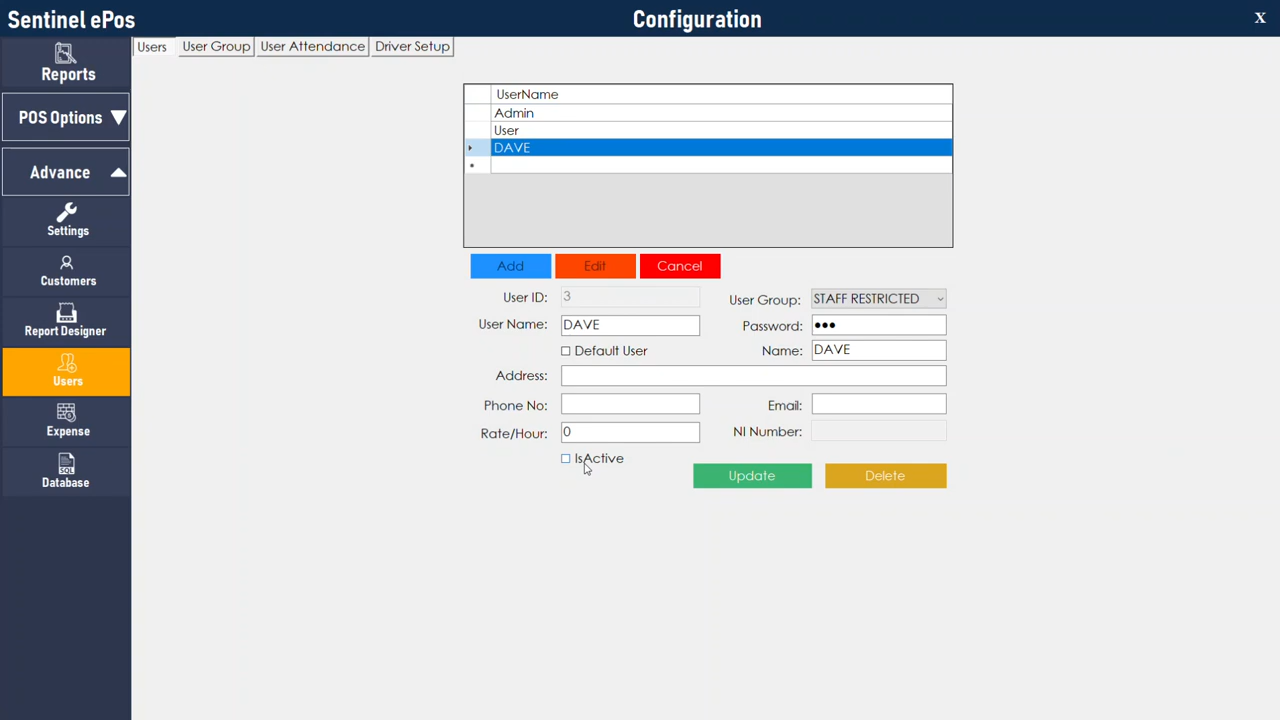 Sentinel ePos
Configuration
X
Reports
POS Options
Advance
Settings
Customers
Report Designer
SQL
Users
Expense
Database
Users
User Group
User Attendance
Driver Setup
UserName
Admin
User
DAVE
Add
Edit
Cancel
User ID: 3
User Group: STAFF RESTRICTED
User Name: DAVE
Password: ●●●
Default User
Name: DAVE
Address:
Phone No:
Email:
Rate/Hour: 0
NI Number:
IsActive
Update
Delete